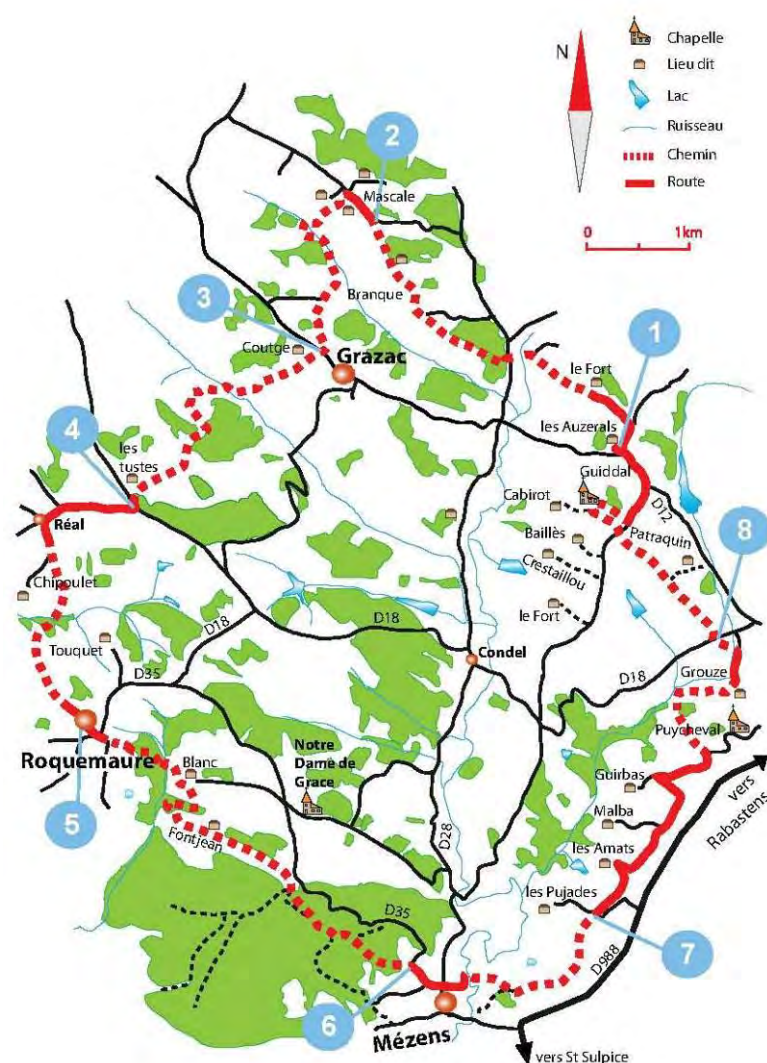 N
Chapelle
Lieu dit
Lac
Ruisseau
Chemin
Route
0
1km
2
Mascale
3
Branque
Coutge
Grazac
le Fort
1
les Auzerals
4
les
tustes
Guiddal
Cabirot
D12
Réal
Baillès
Patraquin
8
Crestaillou
Chipoulet
le Fort
D18
D18
Touquet
Condel
D35
D18
Grouze
Roquemaure
Puycheval
Blanc
Notre
Dame de
Grace
Guirbas
vers
Rabastens
5
Malba
Fontjean
D28
les Amats
les Pujades
D35
7
D988
6
Mézens
vers St Sulpice